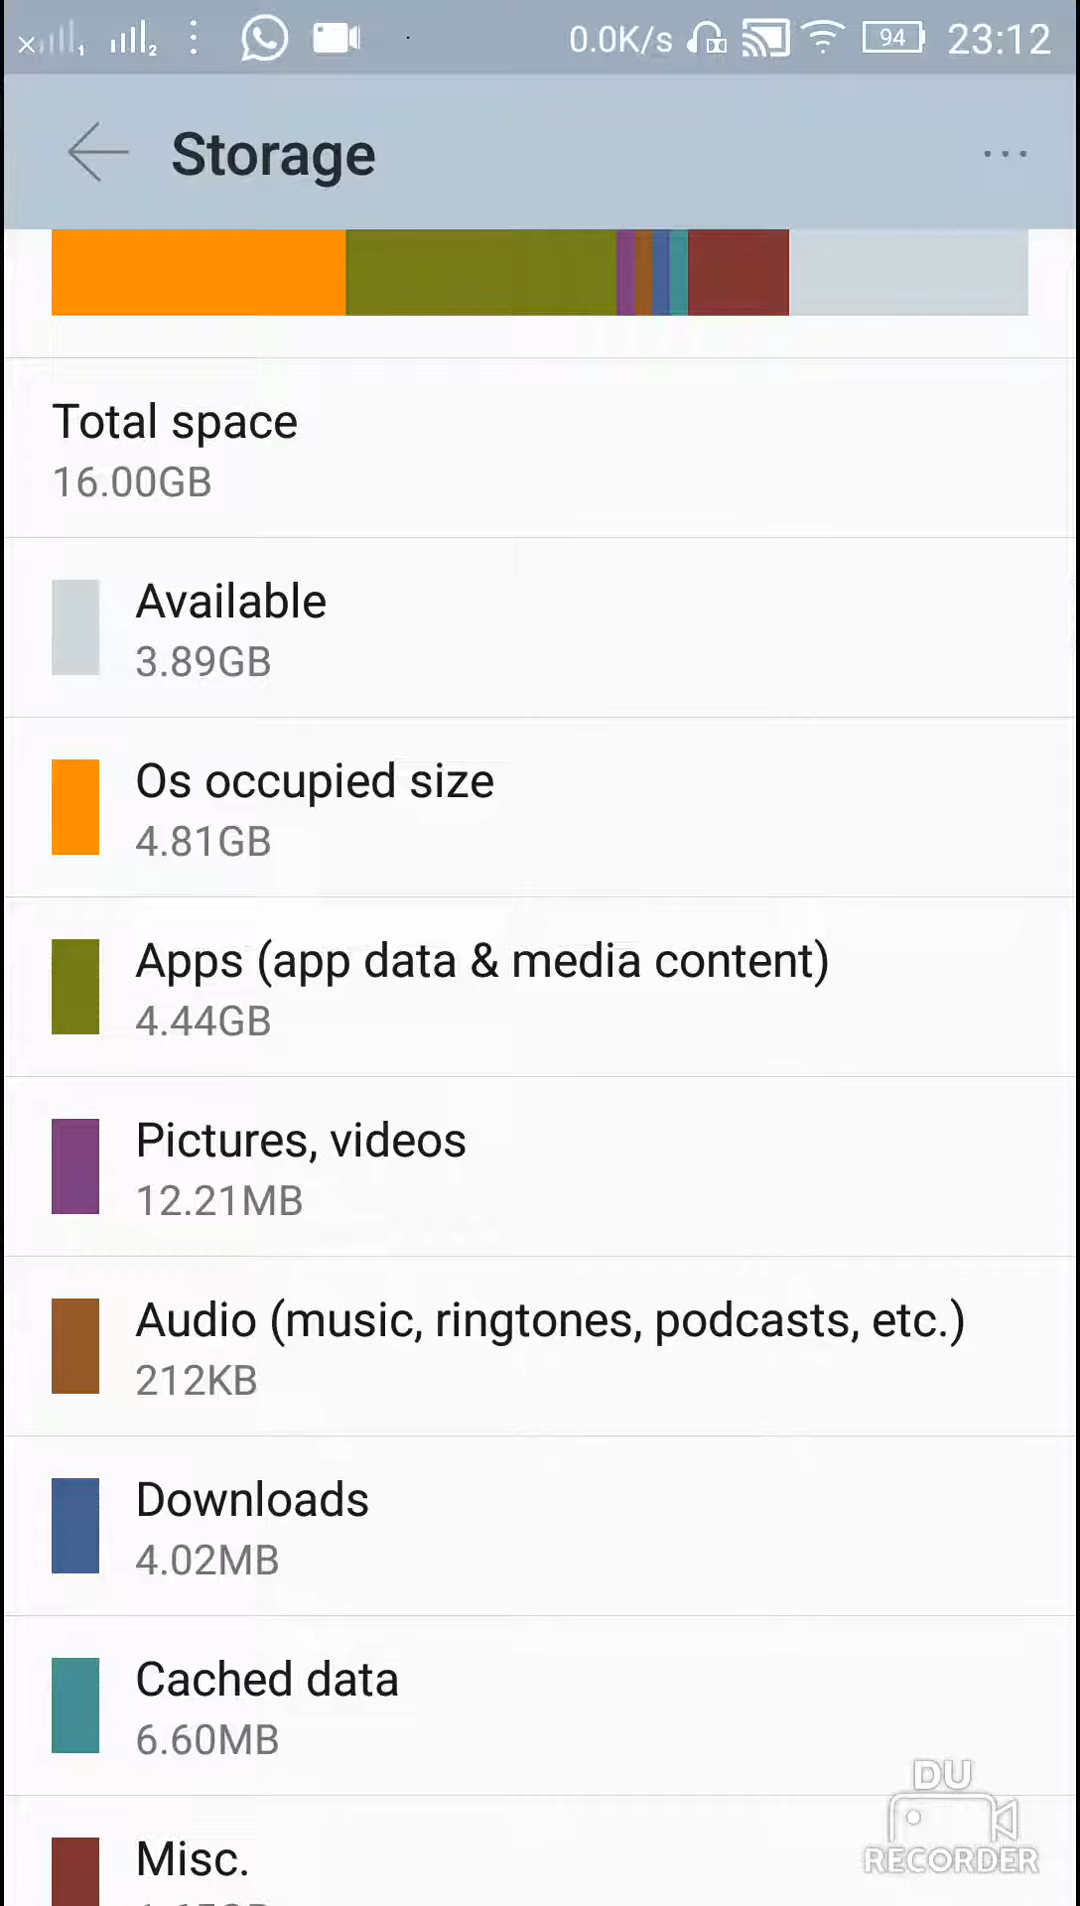 1 2 0.0K/s 94 23:12
Storage
Total space
16.00GB
Available
3.89GB
Os occupied size
4.81GB
Apps (app data & media content)
4.44GB
Pictures, videos
12.21MB
Audio (music, ringtones, podcasts, etc.)
212KB
Downloads
4.02MB
Cached data
6.60MB
Misc.
DU
RECORDER